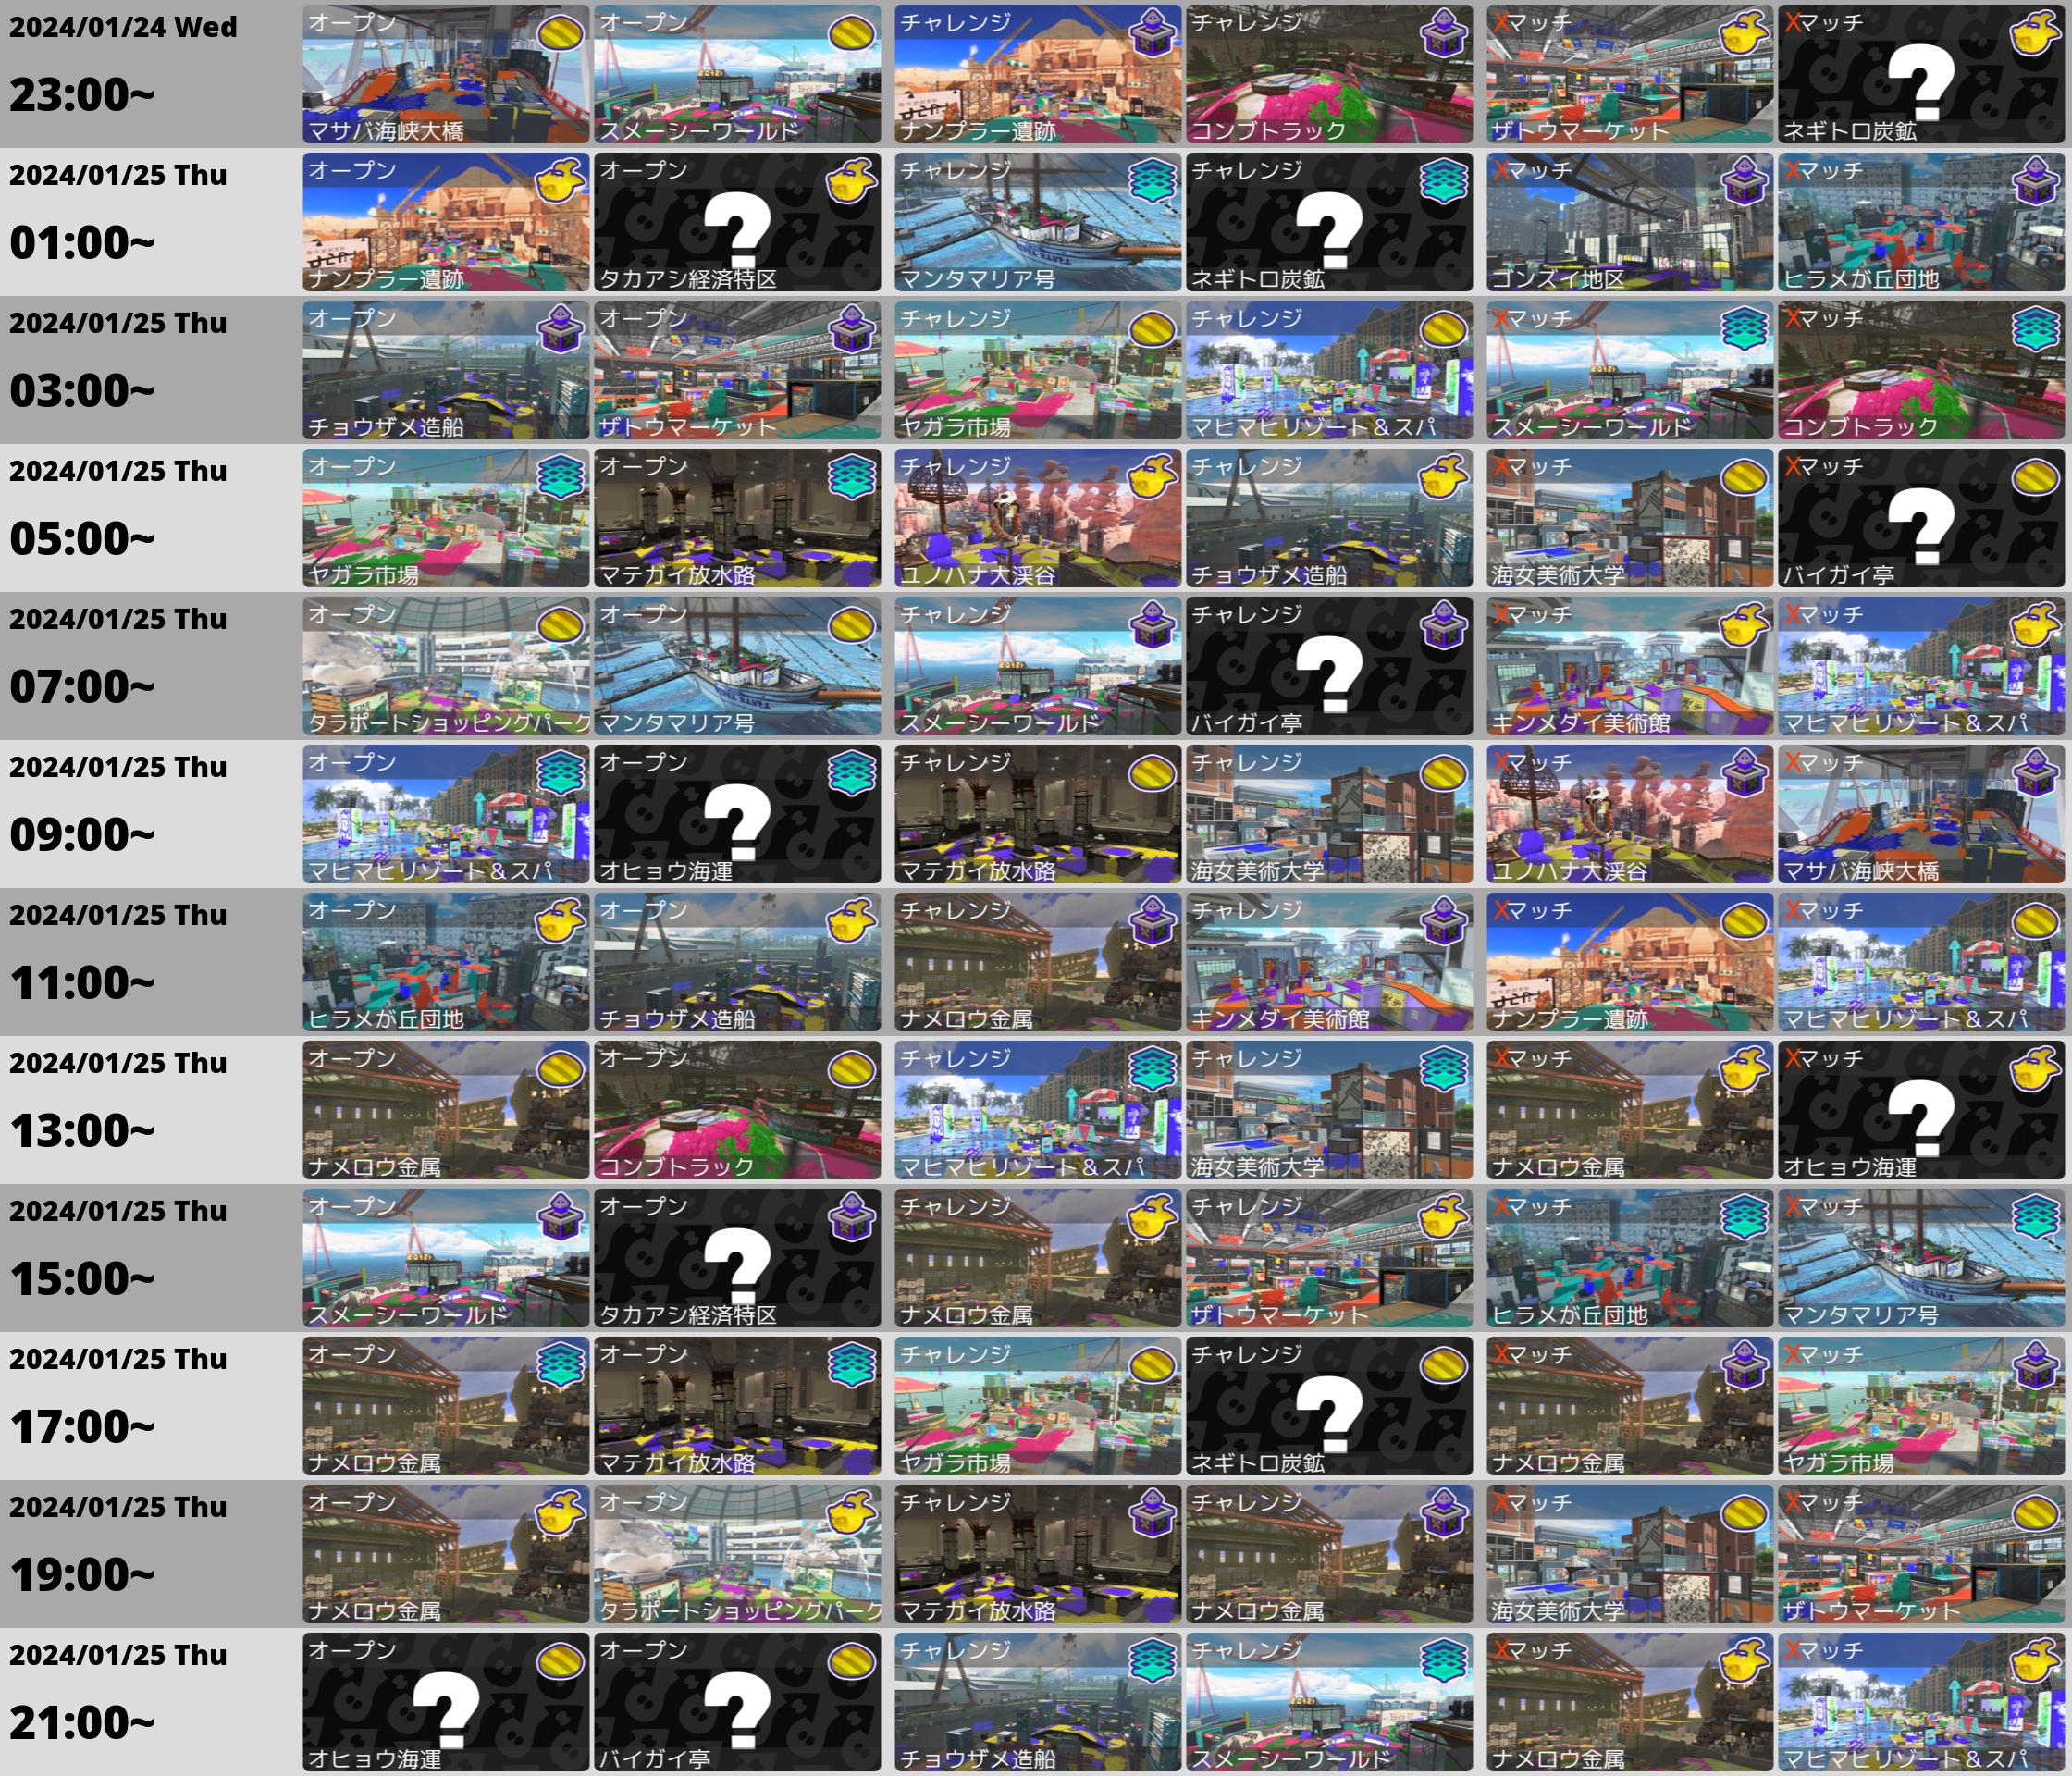 2024/01/24 Wed
23:00~
オープン オープン チャレンジ チャレンジ Xマッチ Xマッチ
マサバ海峡大橋 スメーシーワールド ナンプラー遺跡 コンブトラック ザトウマーケット ネギトロ炭鉱
2024/01/25 Thu
01:00~
オープン オープン チャレンジ チャレンジ Xマッチ Xマッチ
ナンプラー遺跡 タカアシ経済特区 マンタマリア号 ネギトロ炭鉱 ゴンズイ地区 ヒラメが丘団地
2024/01/25 Thu
03:00~
オープン オープン チャレンジ チャレンジ Xマッチ Xマッチ
チョウザメ造船 ザトウマーケット ヤガラ市場 マヒマヒリゾート&スパ スメーシーワールド コンブトラック
2024/01/25 Thu
05:00~
オープン オープン チャレンジ チャレンジ Xマッチ Xマッチ
ヤガラ市場 マテガイ放水路 ユノハナ大渓谷 チョウザメ造船 海女美術大学 バイガイ亭
2024/01/25 Thu
07:00~
オープン オープン チャレンジ チャレンジ Xマッチ Xマッチ
タラポートショッピングパーク マンタマリア号 スメーシーワールド バイガイ亭 キンメダイ美術館 マヒマヒリゾート&スパ
2024/01/25 Thu
09:00~
オープン オープン チャレンジ チャレンジ Xマッチ Xマッチ
マヒマヒリゾート&スパ オヒョウ海運 マテガイ放水路 海女美術大学 ユノハナ大渓谷 マサバ海峡大橋
2024/01/25 Thu
11:00~
オープン オープン チャレンジ チャレンジ Xマッチ Xマッチ
ヒラメが丘団地 チョウザメ造船 ナメロウ金属 キンメダイ美術館 ナンプラー遺跡 マヒマヒリゾート&スパ
2024/01/25 Thu
13:00~
オープン オープン チャレンジ チャレンジ Xマッチ Xマッチ
ナメロウ金属 コンブトラック マヒマヒリゾート&スパ 海女美術大学 ナメロウ金属 オヒョウ海運
2024/01/25 Thu
15:00~
オープン オープン チャレンジ チャレンジ Xマッチ Xマッチ
スメーシーワールド タカアシ経済特区 ナメロウ金属 ザトウマーケット ヒラメが丘団地 マンタマリア号
2024/01/25 Thu
17:00~
オープン オープン チャレンジ チャレンジ Xマッチ Xマッチ
ナメロウ金属 マテガイ放水路 ヤガラ市場 ネギトロ炭鉱 ナメロウ金属 ヤガラ市場
2024/01/25 Thu
19:00~
オープン オープン チャレンジ チャレンジ Xマッチ Xマッチ
ナメロウ金属 タラポートショッピングパーク マテガイ放水路 ナメロウ金属 海女美術大学 ザトウマーケット
2024/01/25 Thu
21:00~
オープン オープン チャレンジ チャレンジ Xマッチ Xマッチ
オヒョウ海運 バイガイ亭 チョウザメ造船 スメーシーワールド ナメロウ金属 マヒマヒリゾート&スパ